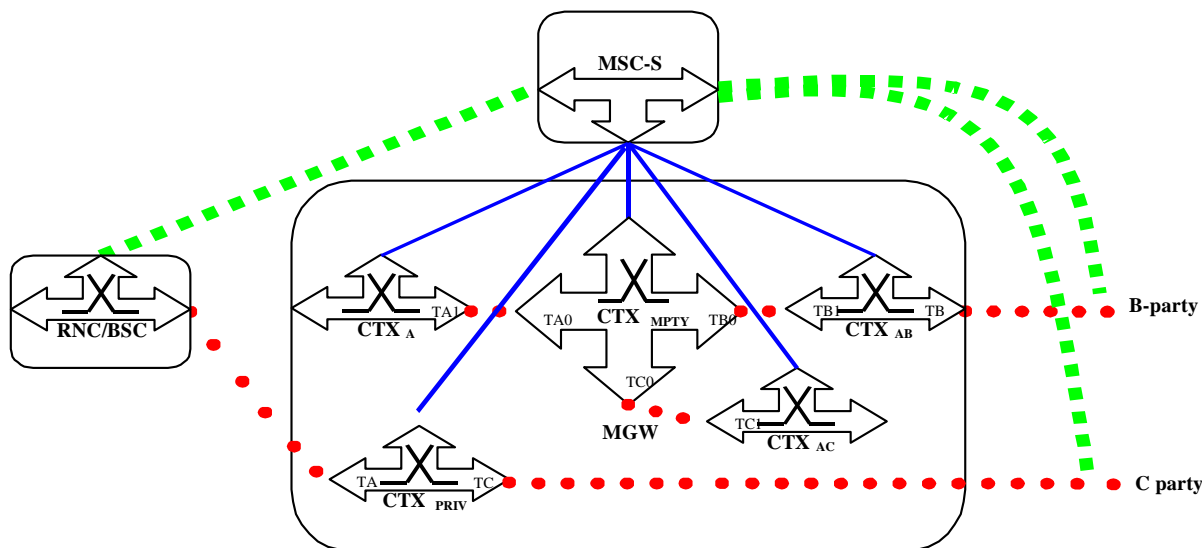 MSC-S
RNC/BSC
TA1
CTX A
TA0
CTX MPTY
TB0
TB1
TB
CTX AB
B-party
TC0
MGW
TC1
CTX AC
TA
TC
CTX PRIV
C party